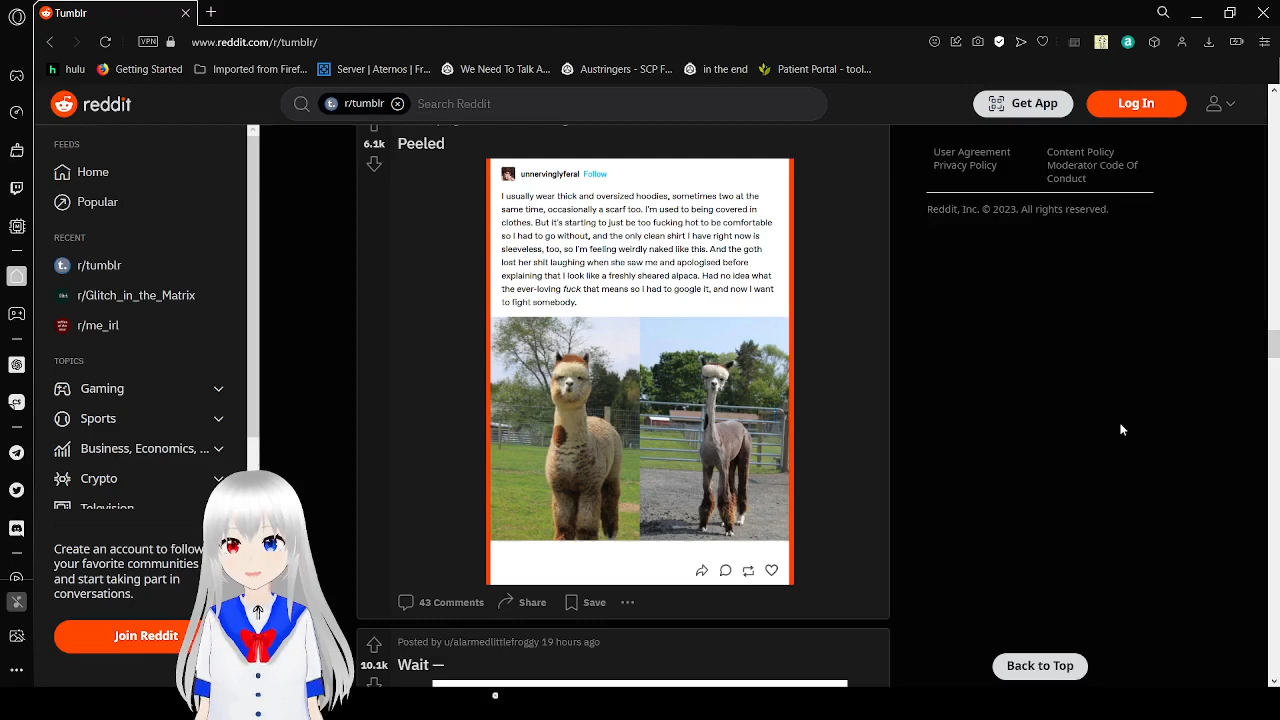 Tumblr
VPN
www.reddit.com/r/tumblr/
hulu
Getting Started
Imported from Firef...
Server | Aternos | Fr...
We Need To Talk A...
Austringers - SCP F...
in the end
Patient Portal - tool...
reddit
r/tumblr
Search Reddit
Get App
Log In
FEEDS
Home
Popular
RECENT
r/tumblr
r/Glitch_in_the_Matrix
r/me_irl
TOPICS
Gaming
Sports
Business, Economics, ...
Crypto
Television
Create an account to follow
your favorite communities
and start taking part in
conversations.
Join Reddit
6.1k
Peeled
unnervinglyferal Follow
I usually wear thick and oversized hoodies, sometimes two at the
same time, occasionally a scarf too. I'm used to being covered in
clothes. But it's starting to just be too fucking hot to be comfortable
so I had to go without, and the only clean shirt I have right now is
sleeveless, too, so I'm feeling weirdly naked like this. And the goth
lost her shit laughing when she saw me and apologised before
explaining that I look like a freshly sheared alpaca. Had no idea what
the ever-loving fuck that means so I had to google it, and now I want
to fight somebody.
43 Comments
Share
Save
Posted by u/alarmedlittlefroggy 19 hours ago
10.1k
Wait —
User Agreement
Content Policy
Privacy Policy
Moderator Code Of
Conduct
Reddit, Inc. © 2023. All rights reserved.
Back to Top